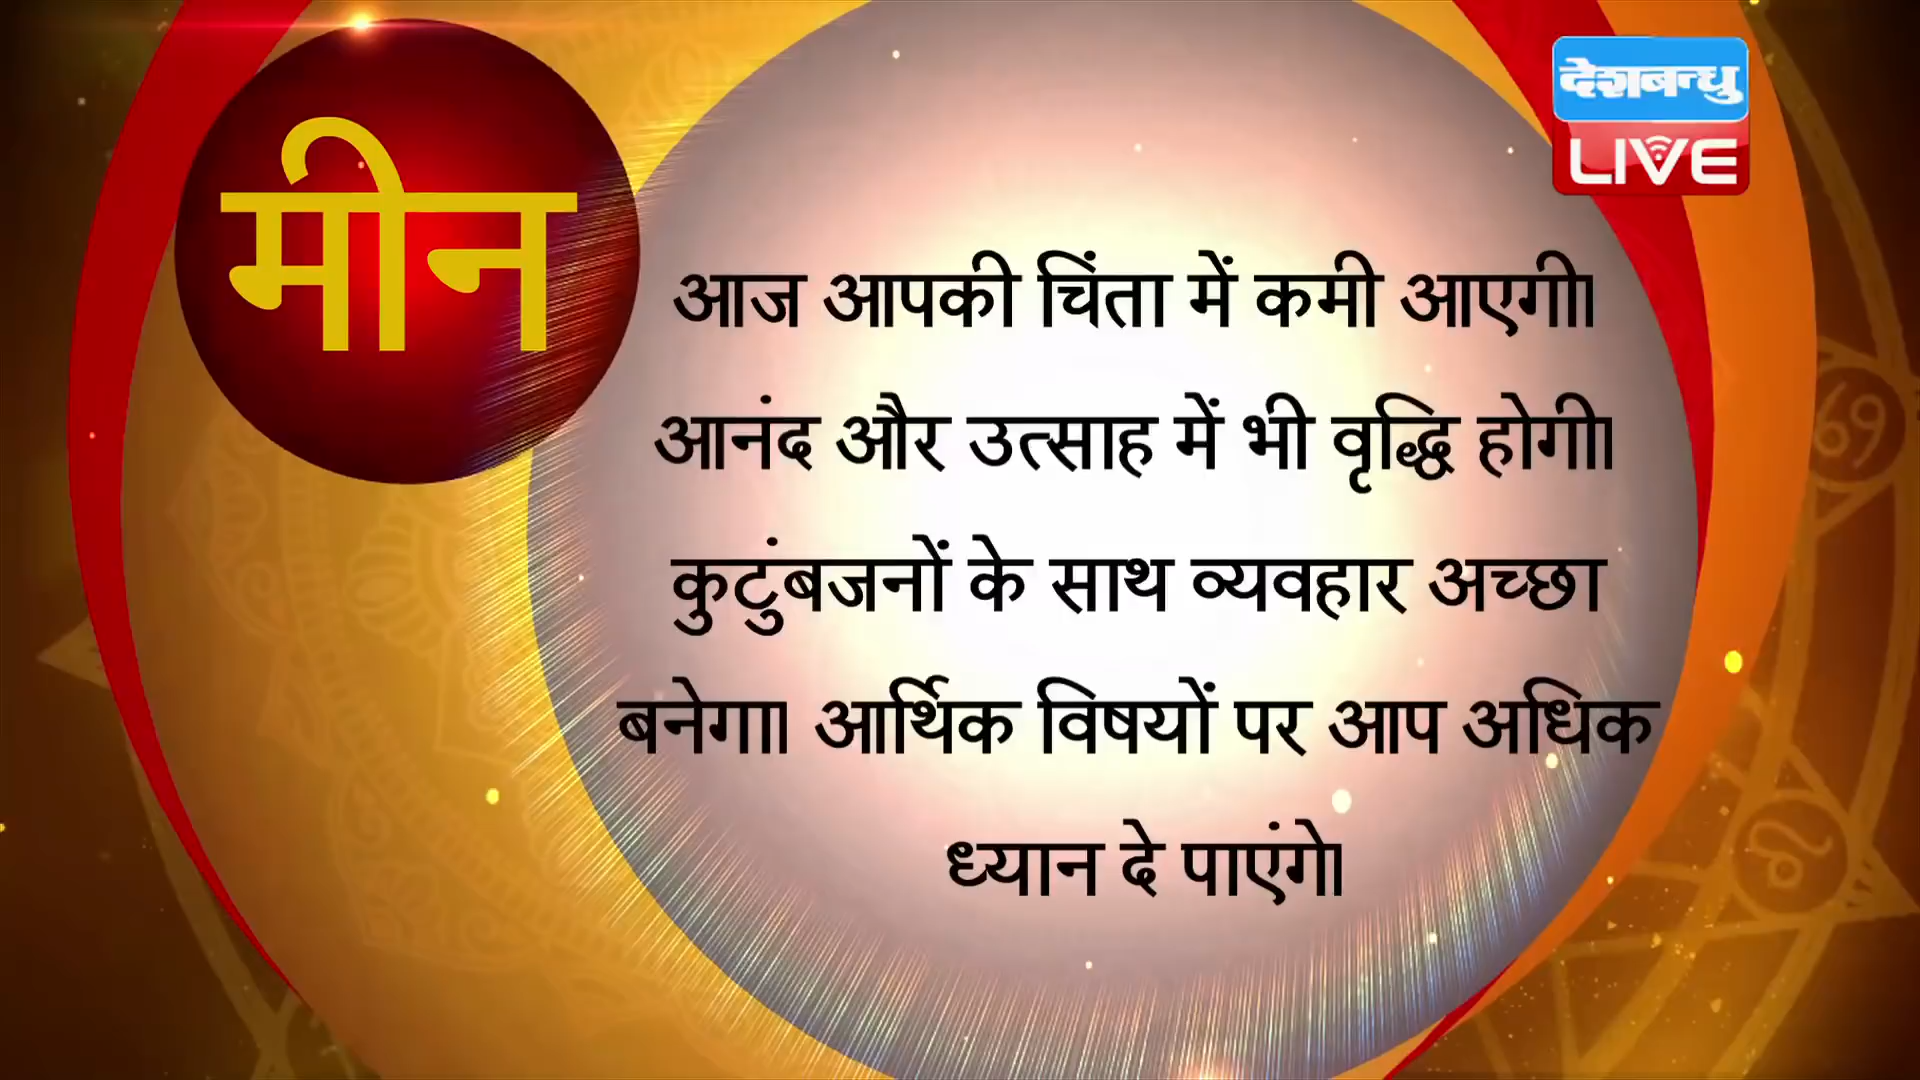 मीन
देशबन्धु
LIVE
आज आपकी चिंता में कमी आएगी।
आनंद और उत्साह में भी वृद्धि होगी।
कुटुंबजनों के साथ व्यवहार अच्छा
बनेगा। आर्थिक विषयों पर आप अधिक
ध्यान दे पाएंगे।